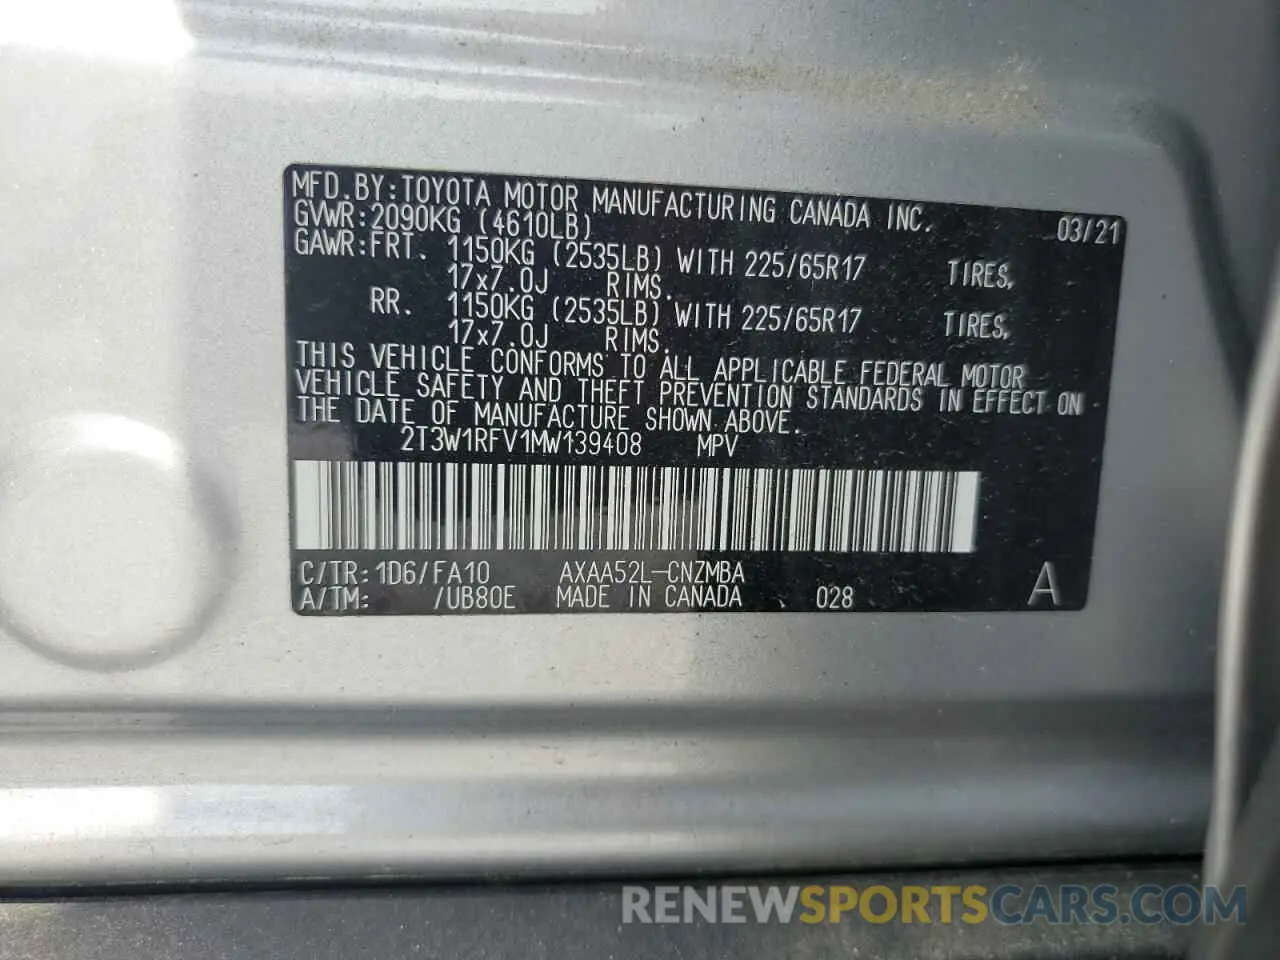 MFD.BY:TOYOTA MOTOR MANUFACTURING CANADA INC. 03/21
GVWR:2090KG (4610LB)
GAWR:FRT. 1150KG (2535LB) WITH 225/65R17 TIRES,
17x7.0J RIMS.
RR. 1150KG (2535LB) WITH 225/65R17 TIRES,
17x7.0J RIMS.
THIS VEHICLE CONFORMS TO ALL APPLICABLE FEDERAL MOTOR
VEHICLE SAFETY AND THEFT PREVENTION STANDARDS IN EFFECT ON
THE DATE OF MANUFACTURE SHOWN ABOVE.
2T3W1RFV1MW139408 MPV
C/TR:1D6/FA10 AXAA52L-CNZMBA A
A/TM: /UB80E MADE IN CANADA 028
RENEWSPORTSCARS.COM